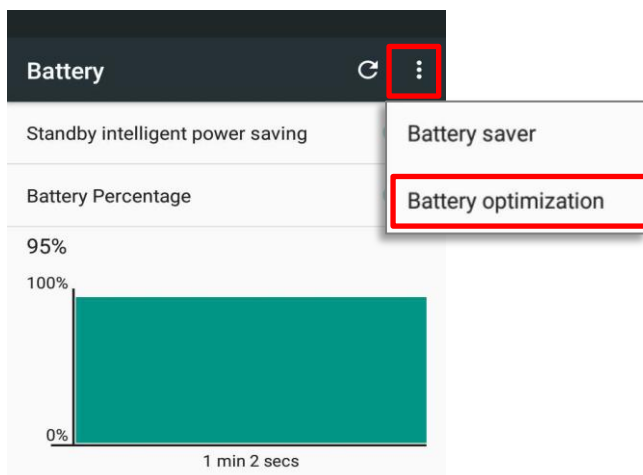 Battery
Standby intelligent power saving
Battery saver
Battery Percentage
Battery optimization
95%
100%
0%
1 min 2 secs